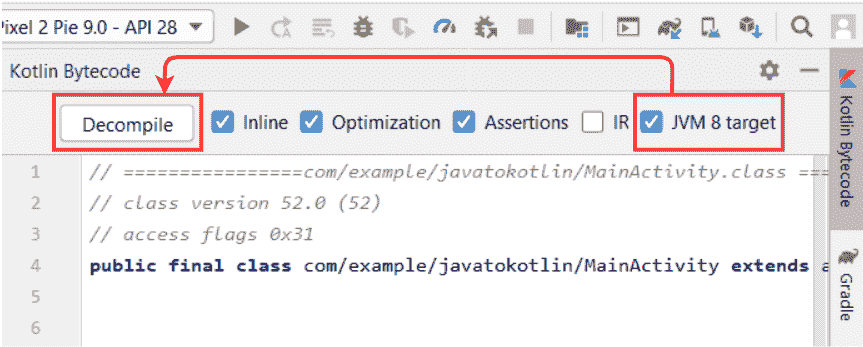 Pixel 2 Pie 9.0 - API 28
Kotlin Bytecode
Decompile Inline Optimization Assertions IR JVM 8 target
1 // ================com/example/javatokotlin/MainActivity.class ===
2 // class version 52.0 (52)
3 // access flags 0x31
4 public final class com/example/javatokotlin/MainActivity extends a
5
6
Kotlin Bytecode
Gradle